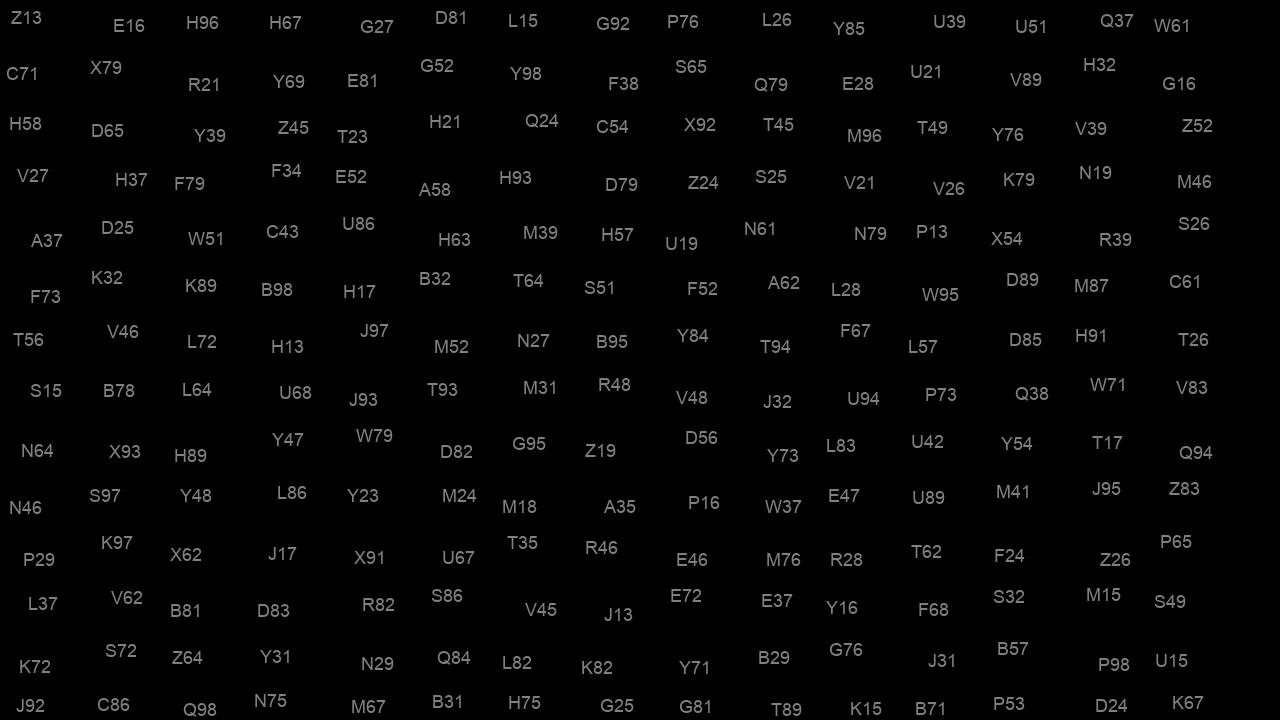 Z13 E16 H96 H67 G27 D81 L15 G92 P76 L26 Y85 U39 U51 Q37 W61
C71 X79 R21 Y69 E81 G52 Y98 F38 S65 Q79 E28 U21 V89 H32 G16
H58 D65 Y39 Z45 T23 H21 Q24 C54 X92 T45 M96 T49 Y76 V39 Z52
V27 H37 F79 F34 E52 A58 H93 D79 Z24 S25 V21 V26 K79 N19 M46
A37 D25 W51 C43 U86 H63 M39 H57 U19 N61 N79 P13 X54 R39 S26
F73 K32 K89 B98 H17 B32 T64 S51 F52 A62 L28 W95 D89 M87 C61
T56 V46 L72 H13 J97 M52 N27 B95 Y84 T94 F67 L57 D85 H91 T26
S15 B78 L64 U68 J93 T93 M31 R48 V48 J32 U94 P73 Q38 W71 V83
N64 X93 H89 Y47 W79 D82 G95 Z19 D56 Y73 L83 U42 Y54 T17 Q94
N46 S97 Y48 L86 Y23 M24 M18 A35 P16 W37 E47 U89 M41 J95 Z83
P29 K97 X62 J17 X91 U67 T35 R46 E46 M76 R28 T62 F24 Z26 P65
L37 V62 B81 D83 R82 S86 V45 J13 E72 E37 Y16 F68 S32 M15 S49
K72 S72 Z64 Y31 N29 Q84 L82 K82 Y71 B29 G76 J31 B57 P98 U15
J92 C86 Q98 N75 M67 B31 H75 G25 G81 T89 K15 B71 P53 D24 K67